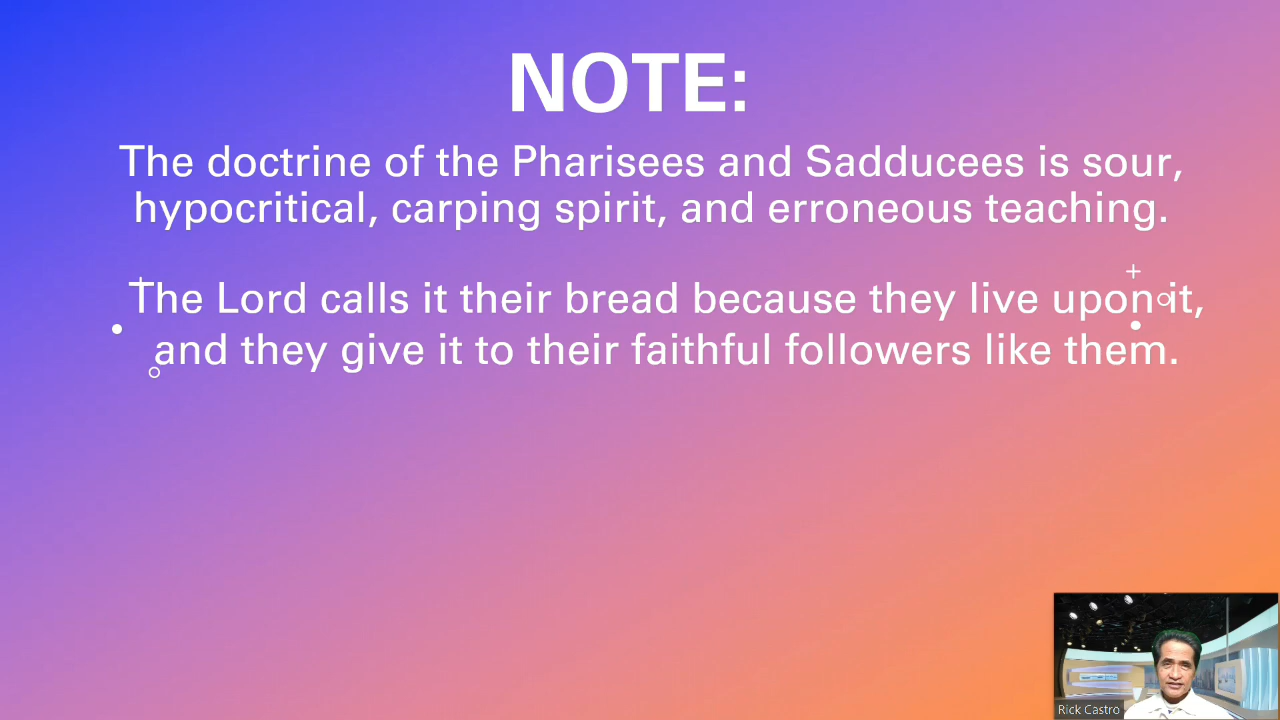 NOTE:
The doctrine of the Pharisees and Sadducees is sour,
hypocritical, carping spirit, and erroneous teaching.
The Lord calls it their bread because they live upon it,
and they give it to their faithful followers like them.
Rick Castro